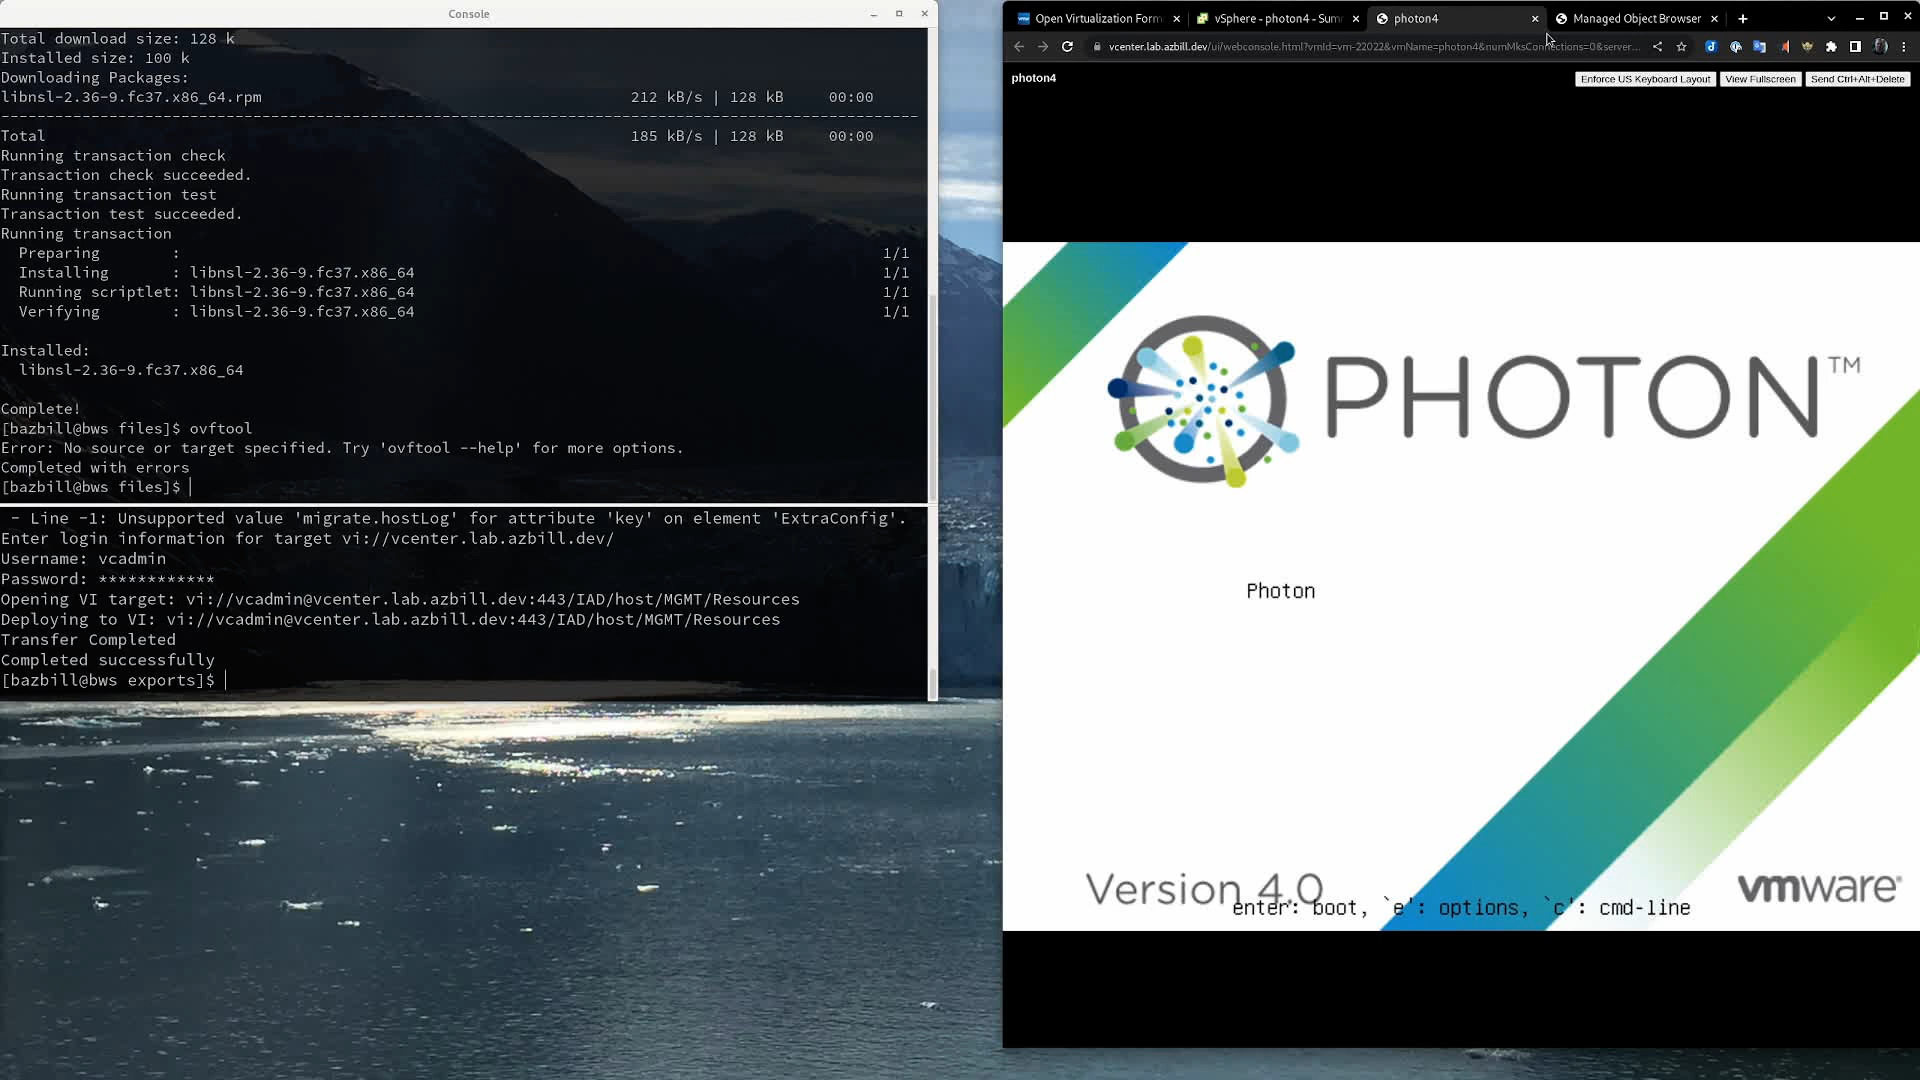 Console
Total download size: 128 k
Installed size: 100 k
Downloading Packages:
libnsl-2.36-9.fc37.x86_64.rpm 212 kB/s | 128 kB 00:00
--------------------------------------------------------------------------------
Total 185 kB/s | 128 kB 00:00
Running transaction check
Transaction check succeeded.
Running transaction test
Transaction test succeeded.
Running transaction
Preparing : 1/1
Installing : libnsl-2.36-9.fc37.x86_64 1/1
Running scriptlet: libnsl-2.36-9.fc37.x86_64 1/1
Verifying : libnsl-2.36-9.fc37.x86_64 1/1
Installed:
libnsl-2.36-9.fc37.x86_64
Complete!
[bazbill@bws files]$ ovftool
Error: No source or target specified. Try 'ovftool --help' for more options.
Completed with errors
[bazbill@bws files]$
- Line -1: Unsupported value 'migrate.hostLog' for attribute 'key' on element 'ExtraConfig'.
Enter login information for target vi://vcenter.lab.azbill.dev/
Username: vcadmin
Password: ************
Opening VI target: vi://vcadmin@vcenter.lab.azbill.dev:443/IAD/host/MGMT/Resources
Deploying to VI: vi://vcadmin@vcenter.lab.azbill.dev:443/IAD/host/MGMT/Resources
Transfer Completed
Completed successfully
[bazbill@bws exports]$
Open Virtualization Form vSphere - photon4 - Sum photon4 Managed Object Browser
vcenter.lab.azbill.dev/ui/webconsole.html?vmId=vm-22022&vmName=photon4&numMksConnections=0&server...
photon4 Enforce US Keyboard Layout View Fullscreen Send Ctrl+Alt+Delete
PHOTON™
Photon
Version 4.0
vmware®
enter: boot, `e': options, `c': cmd-line